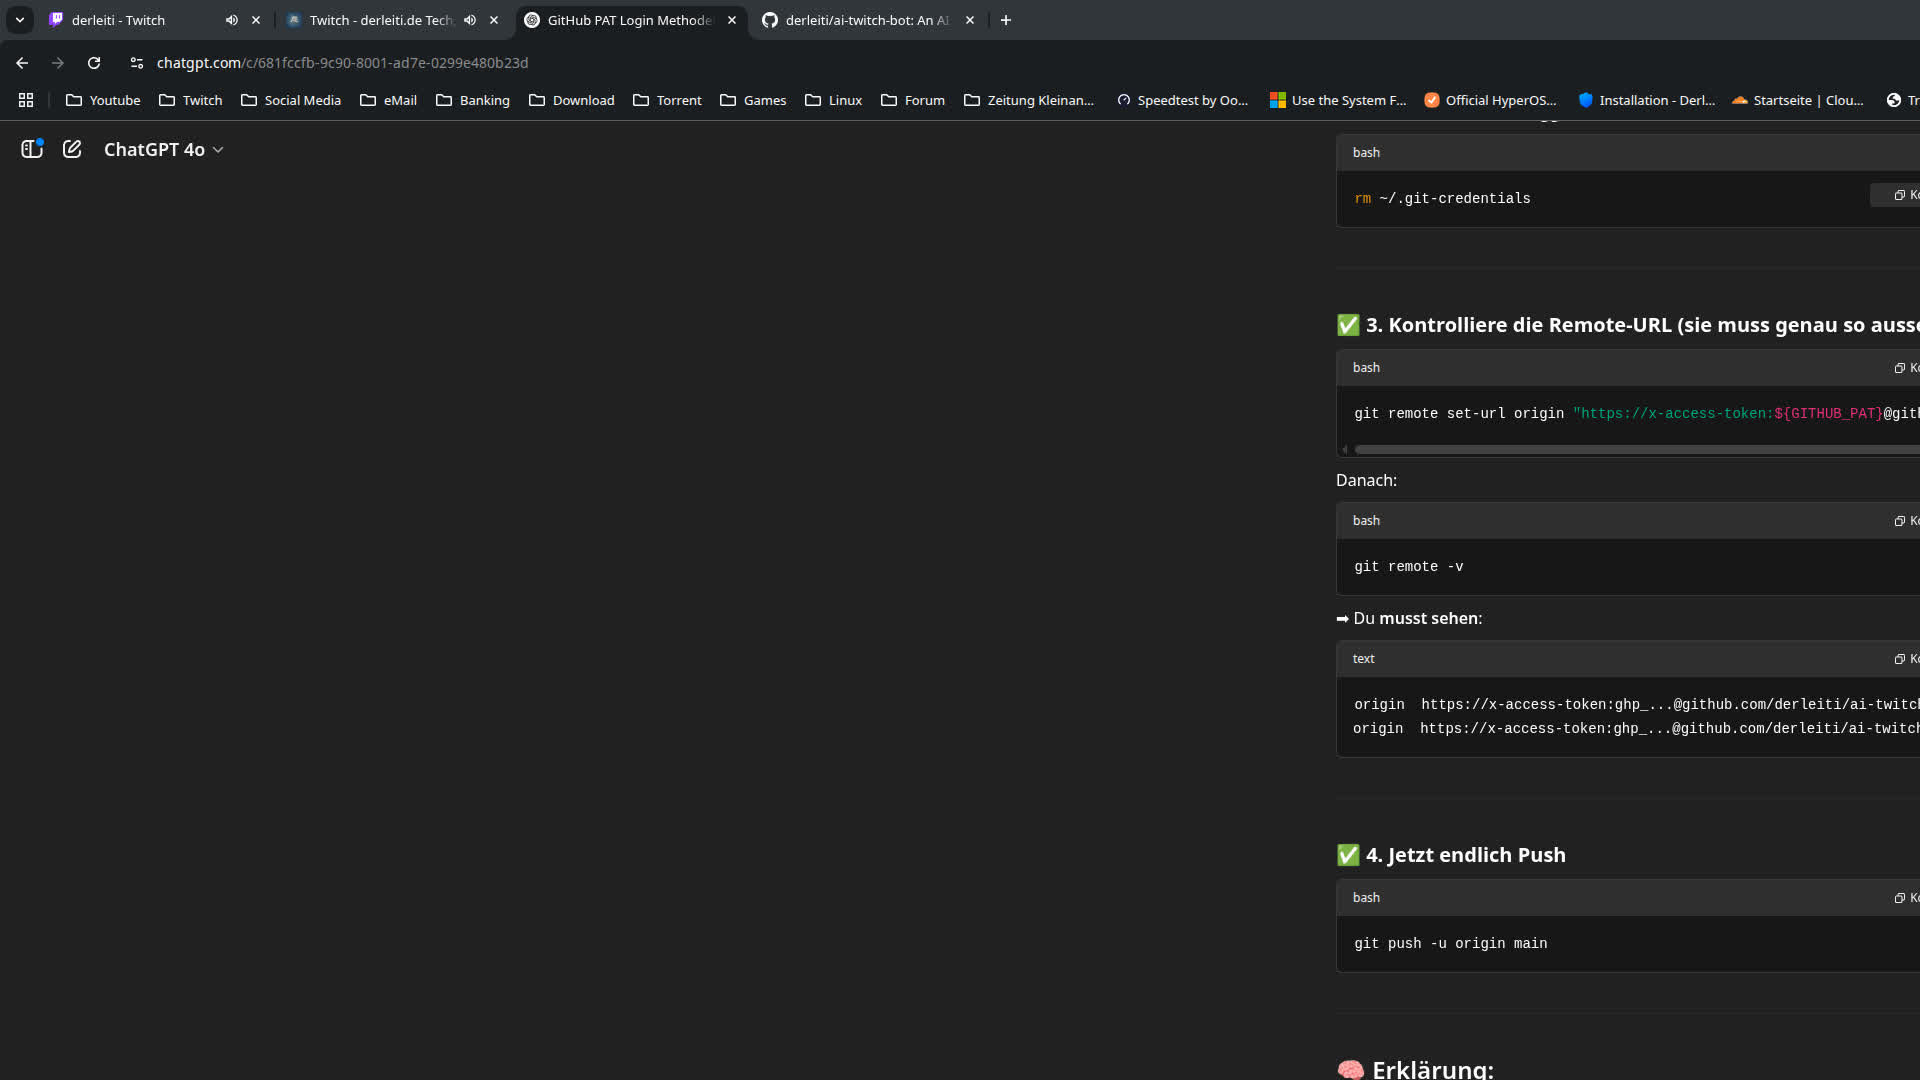 derleiti - Twitch
Twitch - derleiti.de Tech
GitHub PAT Login Methode
derleiti/ai-twitch-bot: An AI
chatgpt.com/c/681fccfb-9c90-8001-ad7e-0299e480b23d
Youtube
Twitch
Social Media
eMail
Banking
Download
Torrent
Games
Linux
Forum
Zeitung Kleinan...
Speedtest by Oo...
Use the System F...
Official HyperOS...
Installation - Derl...
Startseite | Clou...
Tr
ChatGPT 4o
bash
Ko
rm ~/.git-credentials
✅ 3. Kontrolliere die Remote-URL (sie muss genau so ausse
bash
Ko
git remote set-url origin "https://x-access-token:${GITHUB_PAT}@gith
Danach:
bash
Ko
git remote -v
➡ Du musst sehen:
text
Ko
origin  https://x-access-token:ghp_...@github.com/derleiti/ai-twitch
origin  https://x-access-token:ghp_...@github.com/derleiti/ai-twitch
✅ 4. Jetzt endlich Push
bash
Ko
git push -u origin main
🧠 Erklärung: